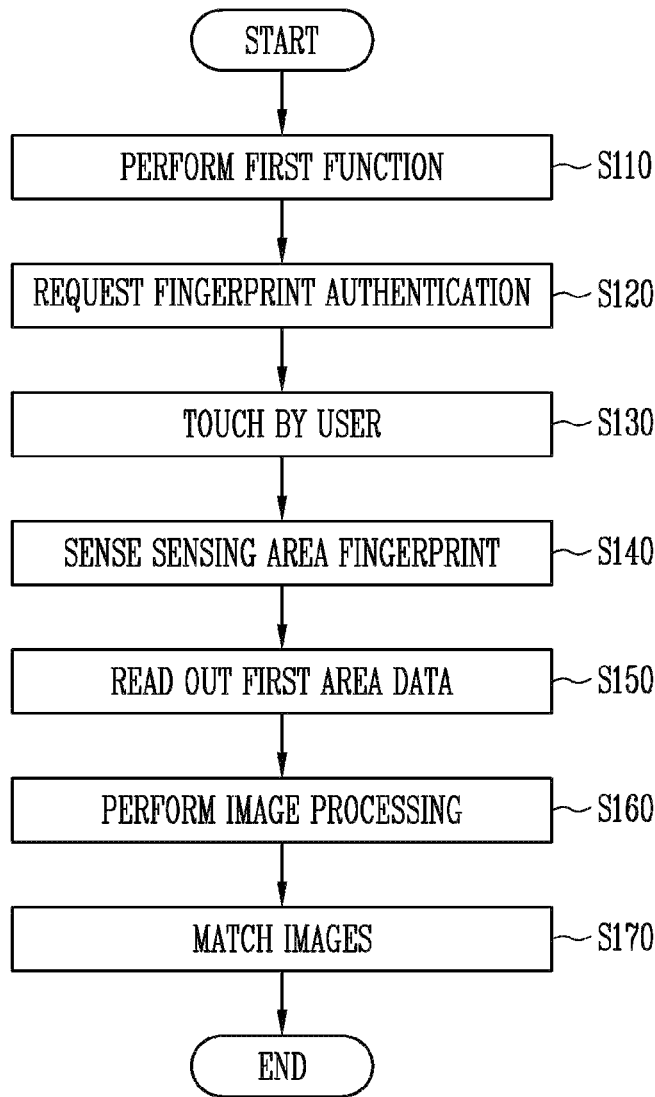 START
PERFORM FIRST FUNCTION S110
REQUEST FINGERPRINT AUTHENTICATION S120
TOUCH BY USER S130
SENSE SENSING AREA FINGERPRINT S140
READ OUT FIRST AREA DATA S150
PERFORM IMAGE PROCESSING S160
MATCH IMAGES S170
END